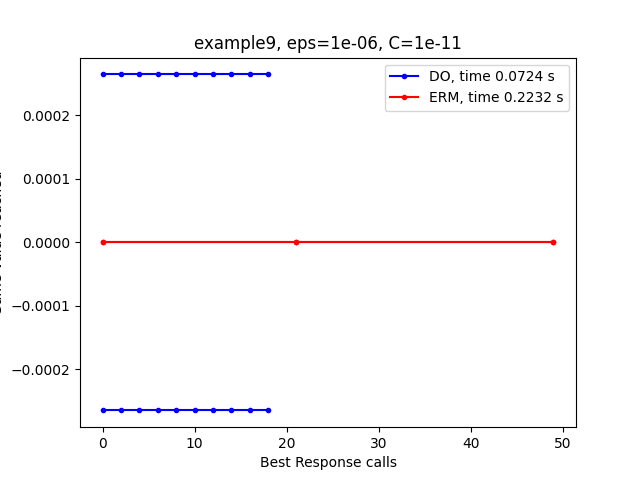 example9, eps=1e-06, C=1e-11
DO, time 0.0724 s
ERM, time 0.2232 s
0.0002
0.0001
0.0000
−0.0001
−0.0002
0 10 20 30 40 50
Best Response calls